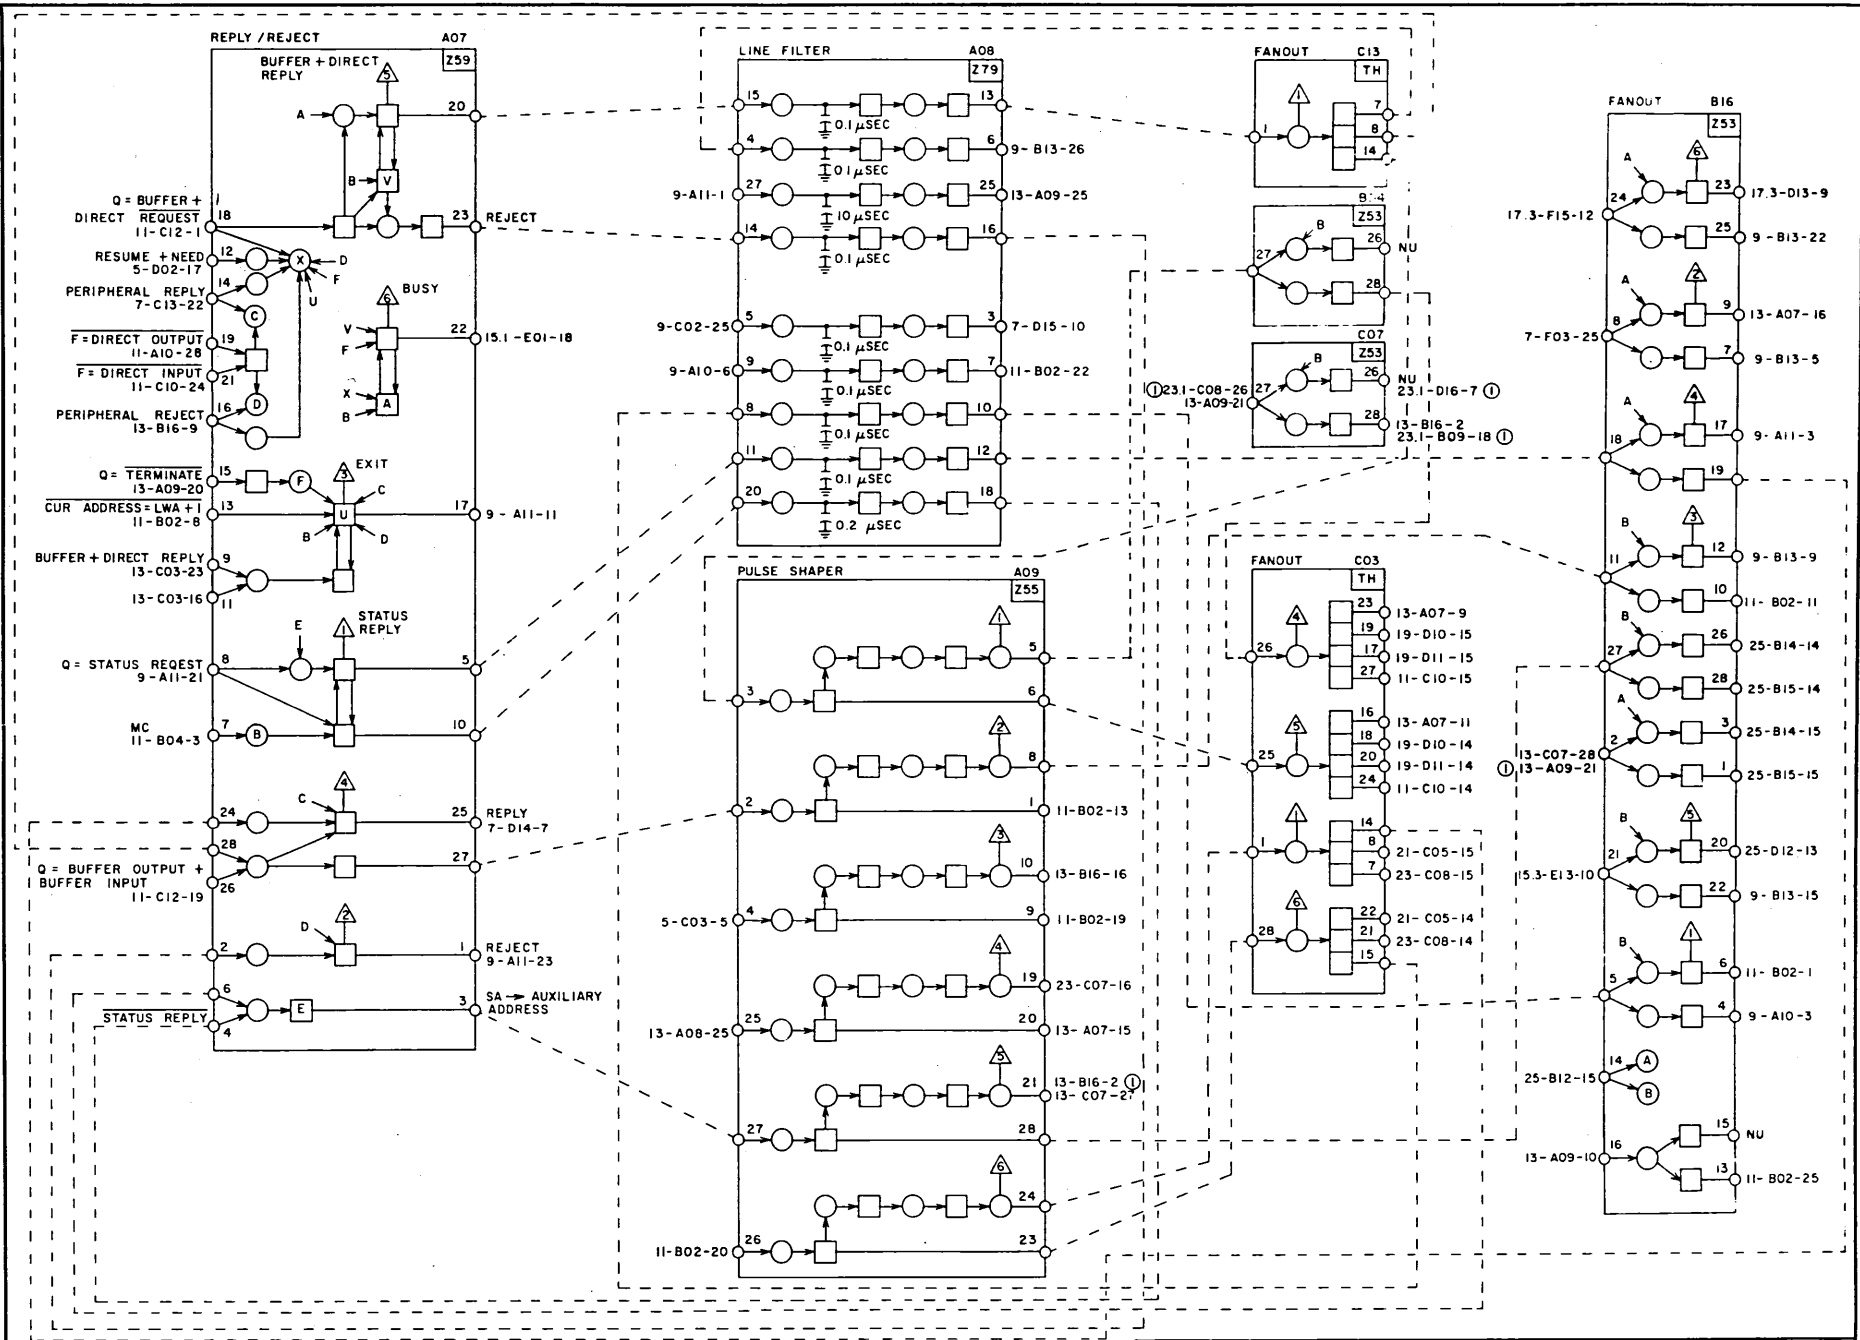 REPLY/REJECT A07
Z59
BUFFER + DIRECT
REPLY
5
A
20
B
V
Q = BUFFER +
DIRECT REQUEST
11-C12-1
1
18
23 REJECT
RESUME + NEED
5-D02-17
12
X
D
F
U
PERIPHERAL REPLY
7-C13-22
14
C
BUSY
6
F = DIRECT OUTPUT
11-A10-28
19
V
F
22
15.1-E01-18
F = DIRECT INPUT
11-C10-24
21
D
X
B
A
PERIPHERAL REJECT
13-B16-9
16
Q = TERMINATE
13-A09-20
15
F
EXIT
3
C
CUR ADDRESS = LWA + 1
11-B02-8
13
U
B
D
17
9-A11-11
BUFFER + DIRECT REPLY
13-C03-23
9
13-C03-16
11
STATUS
REPLY
1
E
Q = STATUS REQEST
9-A11-21
8
5
MC
11-B04-3
7
B
10
4
C
24
25 REPLY
7-D14-7
28
27
Q = BUFFER OUTPUT +
BUFFER INPUT
11-C12-19
26
2
D
2
1 REJECT
9-A11-23
6
E
3
SA → AUXILIARY
ADDRESS
STATUS REPLY
4
LINE FILTER A08
Z79
15
0.1 μSEC
13
4
0.1 μSEC
6
9-B13-26
9-A11-1
27
10 μSEC
25
13-A09-25
14
0.1 μSEC
16
9-C02-25
5
0.1 μSEC
3
7-D15-10
9-A10-6
9
0.1 μSEC
7
11-B02-22
8
0.1 μSEC
10
11
0.1 μSEC
12
20
0.2 μSEC
18
PULSE SHAPER A09
Z55
1
5
3
6
2
8
2
1
11-B02-13
3
10
13-B16-16
5-C03-5
4
9
11-B02-19
4
19
23-C07-16
13-A08-25
25
20
13-A07-15
5
21
13-B16-2 ①
13-C07-27
27
28
6
24
11-B02-20
26
23
FANOUT C13
TH
1
1
7
8
14
Z53
B
27
26
NU
28
C07
Z53
B
① 23.1-C08-26
13-A09-21
27
26
NU
23.1-D16-7 ①
28
13-B16-2
23.1-B09-18 ①
FANOUT C03
TH
4
26
23
13-A07-9
19
19-D10-15
17
19-D11-15
27
11-C10-15
5
25
16
13-A07-11
18
19-D10-14
20
19-D11-14
24
11-C10-14
1
1
14
8
21-C05-15
7
23-C08-15
6
28
22
21-C05-14
21
23-C08-14
15
FANOUT B16
Z53
A
6
17.3-F15-12
24
23
17.3-D13-9
25
9-B13-22
A
2
7-F03-25
8
9
13-A07-16
7
9-B13-5
A
4
18
17
9-A11-3
19
B
3
11
12
9-B13-9
10
11-B02-11
B
27
26
25-B14-14
28
25-B15-14
A
13-C07-28
① 13-A09-21
2
3
25-B14-15
1
25-B15-15
B
5
15.3-E13-10
21
20
25-D12-13
22
9-B13-15
B
1
5
6
11-B02-1
4
9-A10-3
25-B12-15
14
A
B
13-A09-10
16
15
NU
13
11-B02-25